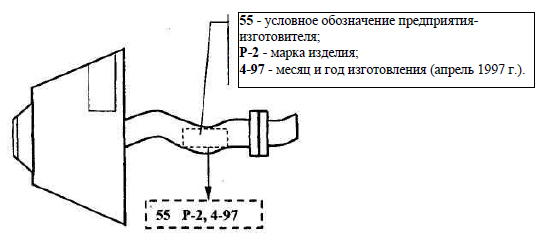 55 - условное обозначение предприятия-
изготовителя;
Р-2 - марка изделия;
4-97 - месяц и год изготовления (апрель 1997 г.).
55 Р-2, 4-97